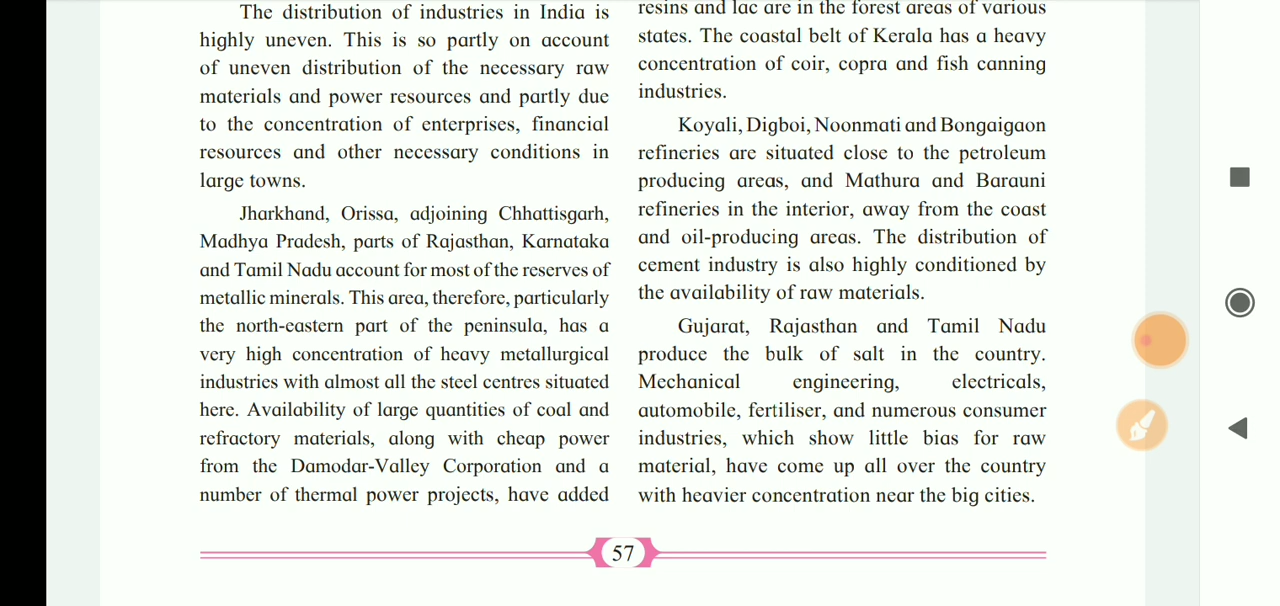 The distribution of industries in India is
highly uneven. This is so partly on account
of uneven distribution of the necessary raw
materials and power resources and partly due
to the concentration of enterprises, financial
resources and other necessary conditions in
large towns.
Jharkhand, Orissa, adjoining Chhattisgarh,
Madhya Pradesh, parts of Rajasthan, Karnataka
and Tamil Nadu account for most of the reserves of
metallic minerals. This area, therefore, particularly
the north-eastern part of the peninsula, has a
very high concentration of heavy metallurgical
industries with almost all the steel centres situated
here. Availability of large quantities of coal and
refractory materials, along with cheap power
from the Damodar-Valley Corporation and a
number of thermal power projects, have added
resins and lac are in the forest areas of various
states. The coastal belt of Kerala has a heavy
concentration of coir, copra and fish canning
industries.
Koyali, Digboi, Noonmati and Bongaigaon
refineries are situated close to the petroleum
producing areas, and Mathura and Barauni
refineries in the interior, away from the coast
and oil-producing areas. The distribution of
cement industry is also highly conditioned by
the availability of raw materials.
Gujarat, Rajasthan and Tamil Nadu
produce the bulk of salt in the country.
Mechanical engineering, electricals,
automobile, fertiliser, and numerous consumer
industries, which show little bias for raw
material, have come up all over the country
with heavier concentration near the big cities.
57